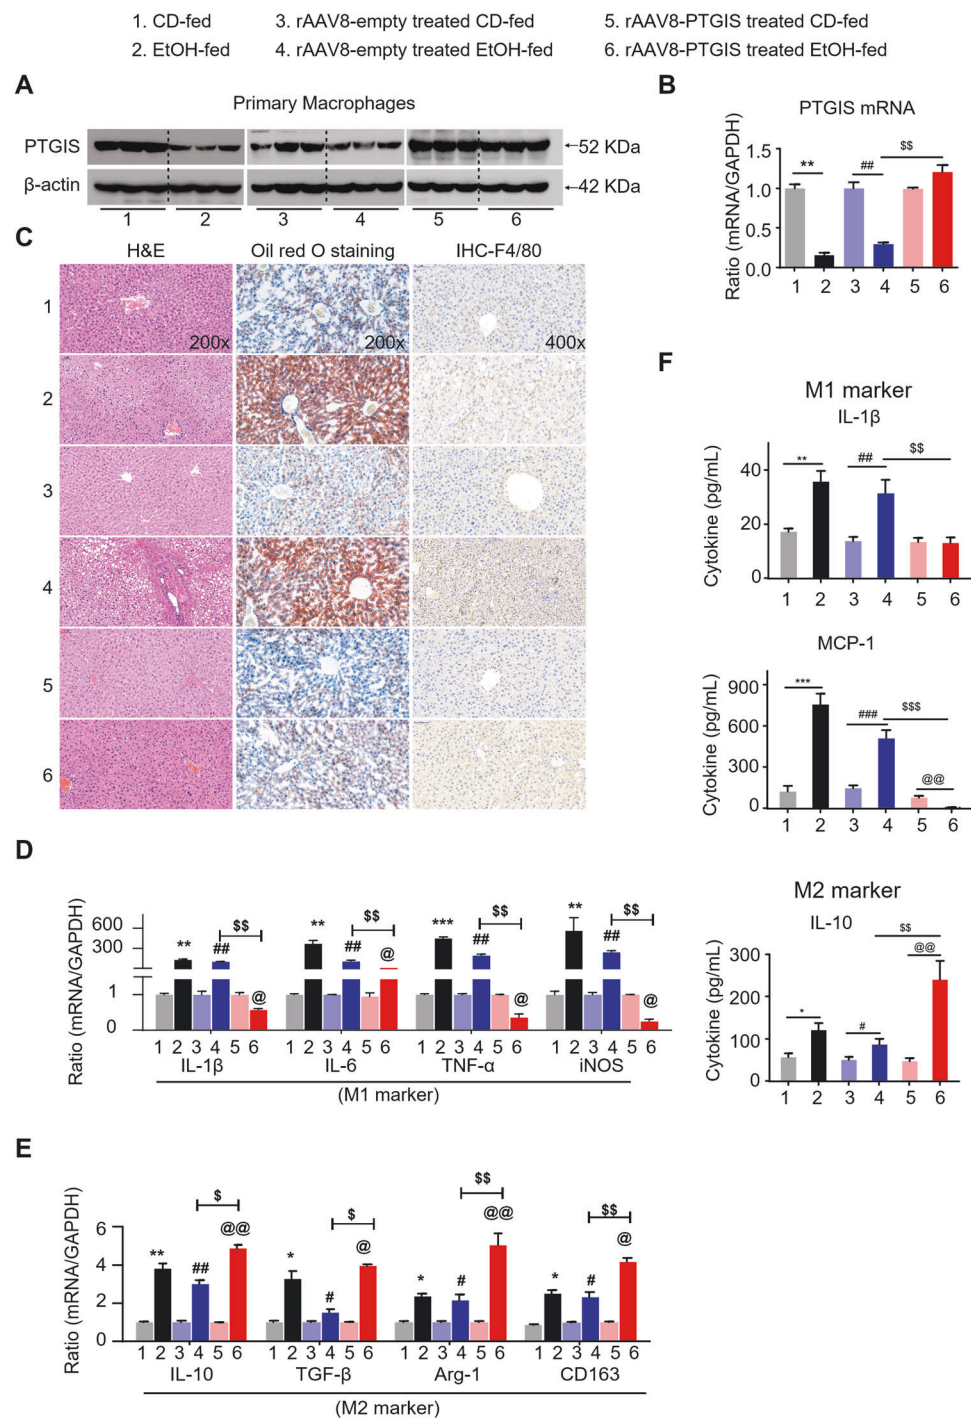 1. CD-fed
3. rAAV8-empty treated CD-fed
5. rAAV8-PTGIS treated CD-fed
2. EtOH-fed
4. rAAV8-empty treated EtOH-fed
6. rAAV8-PTGIS treated EtOH-fed
A
Primary Macrophages
PTGIS
←52 KDa
β-actin
←42 KDa
1 2 3 4 5 6
B
PTGIS mRNA
Ratio (mRNA/GAPDH)
1.5
1.0
0.5
0.0
** ## $$
1 2 3 4 5 6
C
H&E
Oil red O staining
IHC-F4/80
1
200x
200x
400x
2
3
4
5
6
D
Ratio (mRNA/GAPDH)
600
300
1
0
** ## $$ @
** ## $$ @
*** ## $$ @
** ## $$ @
1 2 3 4 5 6 1 2 3 4 5 6 1 2 3 4 5 6 1 2 3 4 5 6
IL-1β IL-6 TNF-α iNOS
(M1 marker)
E
Ratio (mRNA/GAPDH)
6
4
2
0
** ## $ @@
* # $ @
* # $$ @@
* # $$ @
1 2 3 4 5 6 1 2 3 4 5 6 1 2 3 4 5 6 1 2 3 4 5 6
IL-10 TGF-β Arg-1 CD163
(M2 marker)
F
M1 marker
IL-1β
Cytokine (pg/mL)
40
20
0
** ## $$
1 2 3 4 5 6
MCP-1
Cytokine (pg/mL)
900
600
300
0
*** ### $$$
@@
1 2 3 4 5 6
M2 marker
IL-10
Cytokine (pg/mL)
300
200
100
0
$$
@@
* #
1 2 3 4 5 6